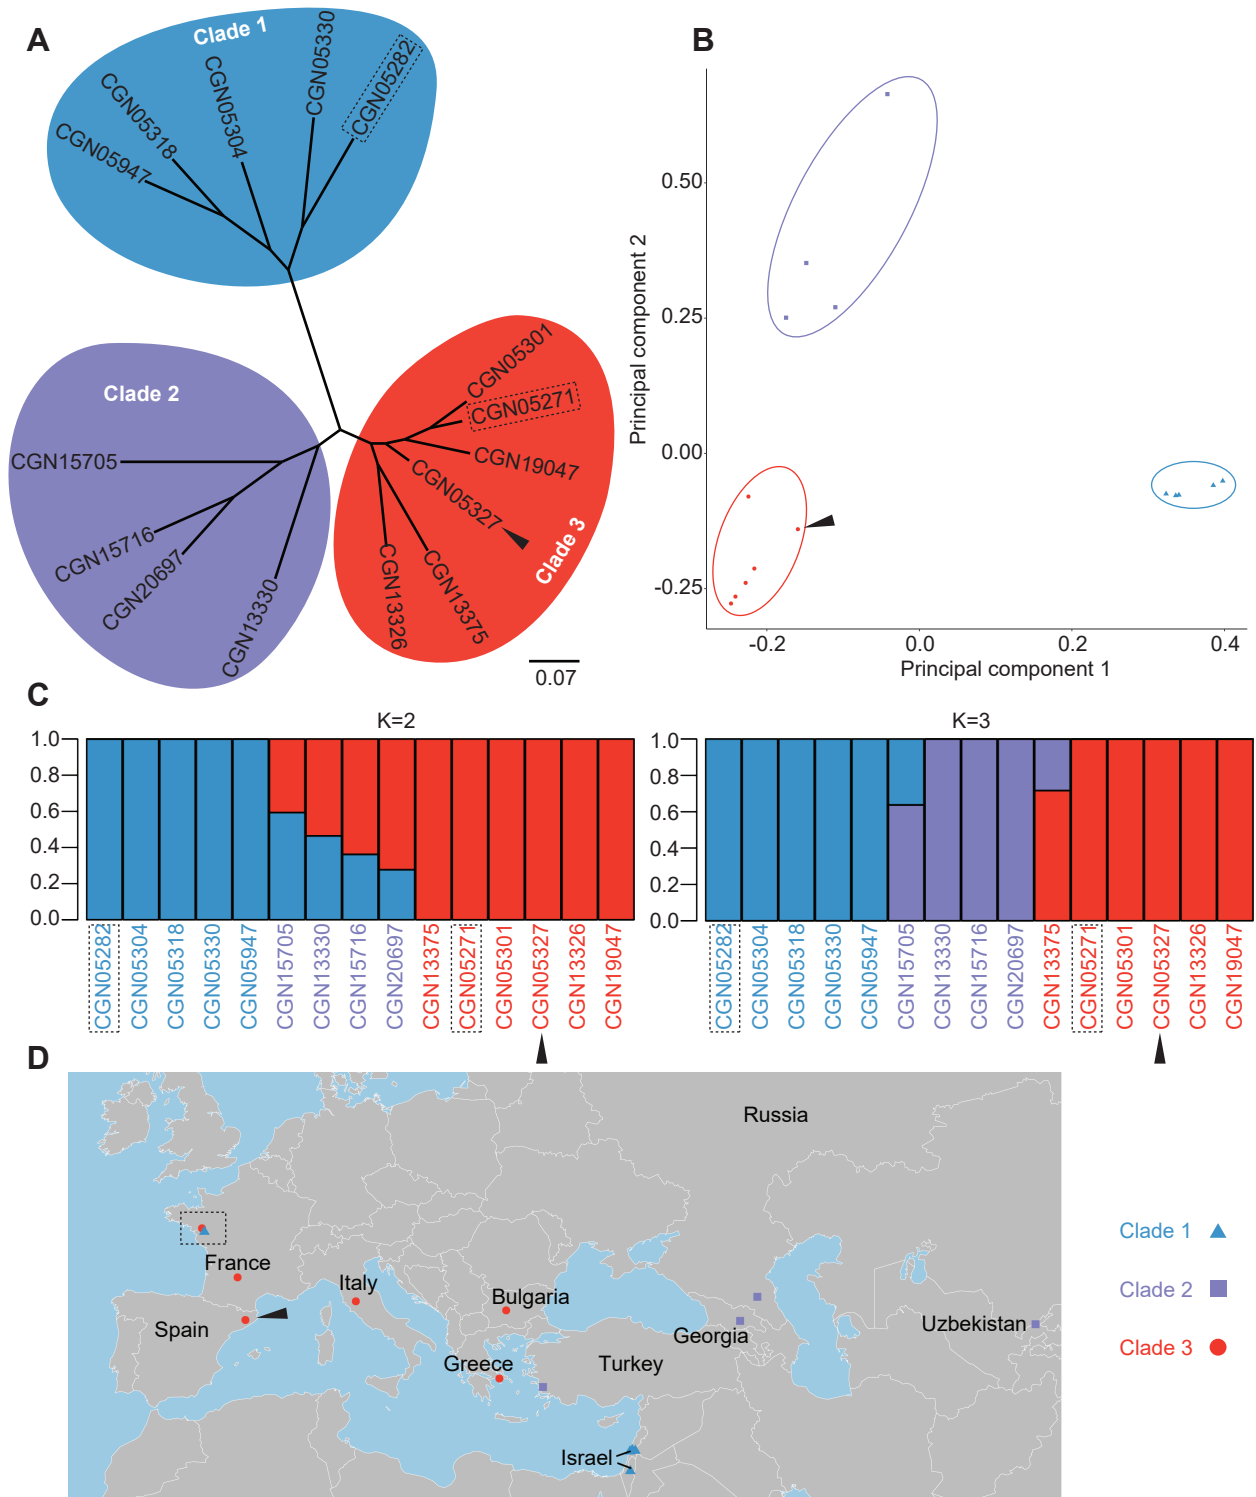 A
Clade 1
CGN05330
CGN05282
CGN05304
CGN05318
CGN05947
Clade 2
CGN15705
CGN15716
CGN20697
CGN13330
CGN05301
CGN05271
CGN19047
CGN05327
Clade 3
CGN13375
CGN13326
0.07
B
Principal component 2
0.50
0.25
0.00
-0.25
-0.2
0.0
0.2
0.4
Principal component 1
C
K=2
1.0
0.8
0.6
0.4
0.2
0.0
CGN05282
CGN05304
CGN05318
CGN05330
CGN05947
CGN15705
CGN13330
CGN15716
CGN20697
CGN13375
CGN05271
CGN05301
CGN05327
CGN13326
CGN19047
K=3
1.0
0.8
0.6
0.4
0.2
0.0
CGN05282
CGN05304
CGN05318
CGN05330
CGN05947
CGN15705
CGN13330
CGN15716
CGN20697
CGN13375
CGN05271
CGN05301
CGN05327
CGN13326
CGN19047
D
Russia
France
Italy
Bulgaria
Spain
Georgia
Uzbekistan
Greece
Turkey
Israel
Clade 1
Clade 2
Clade 3